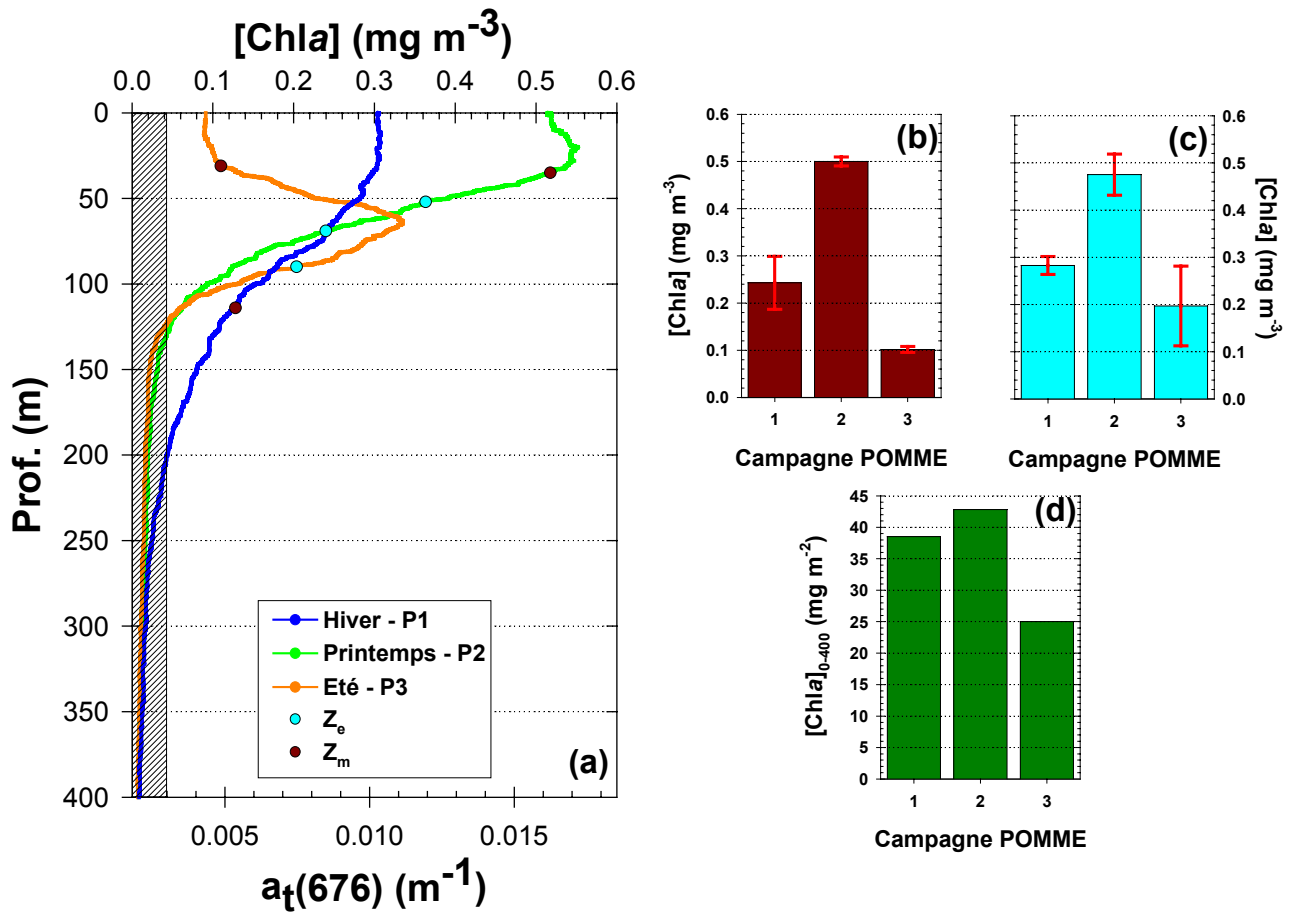 [Chla] (mg m-3)
0.0 0.1 0.2 0.3 0.4 0.5 0.6
0
50
100
150
200
250
300
350
400
Prof. (m)
Hiver - P1
Printemps - P2
Eté - P3
Ze
Zm
(a)
0.005 0.010 0.015
at(676) (m-1)
(b)
[Chla] (mg m-3)
0.6
0.5
0.4
0.3
0.2
0.1
0.0
1 2 3
Campagne POMME
(c)
0.6
0.5
0.4
0.3
0.2
0.1
0.0
[Chla] (mg m-3)
1 2 3
Campagne POMME
(d)
[Chla]0-400 (mg m-2)
45
40
35
30
25
20
15
10
5
0
1 2 3
Campagne POMME